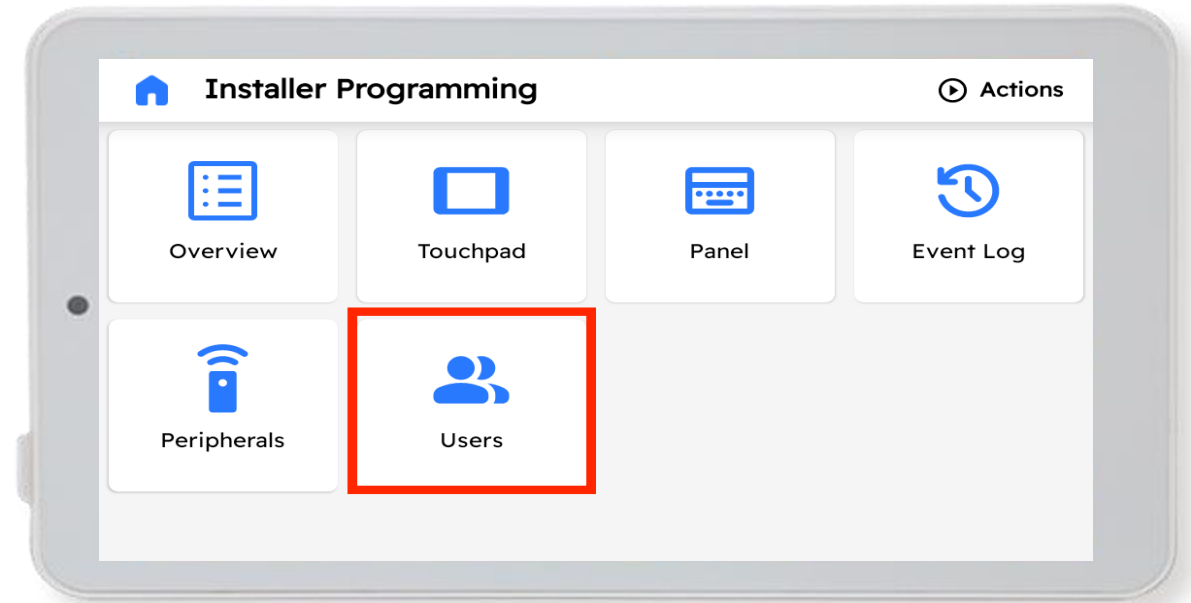 Installer Programming
Actions
Overview
Touchpad
Panel
Event Log
Peripherals
Users